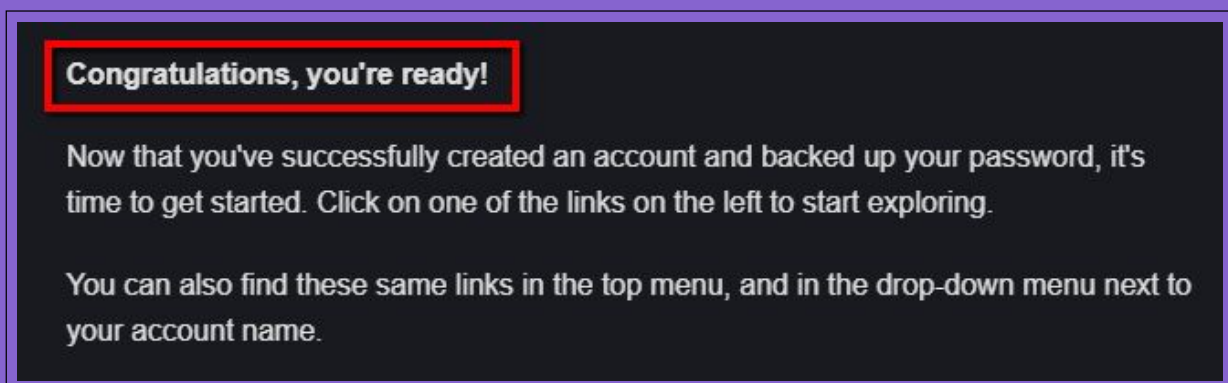 Congratulations, you're ready!
Now that you've successfully created an account and backed up your password, it's
time to get started. Click on one of the links on the left to start exploring.
You can also find these same links in the top menu, and in the drop-down menu next to
your account name.